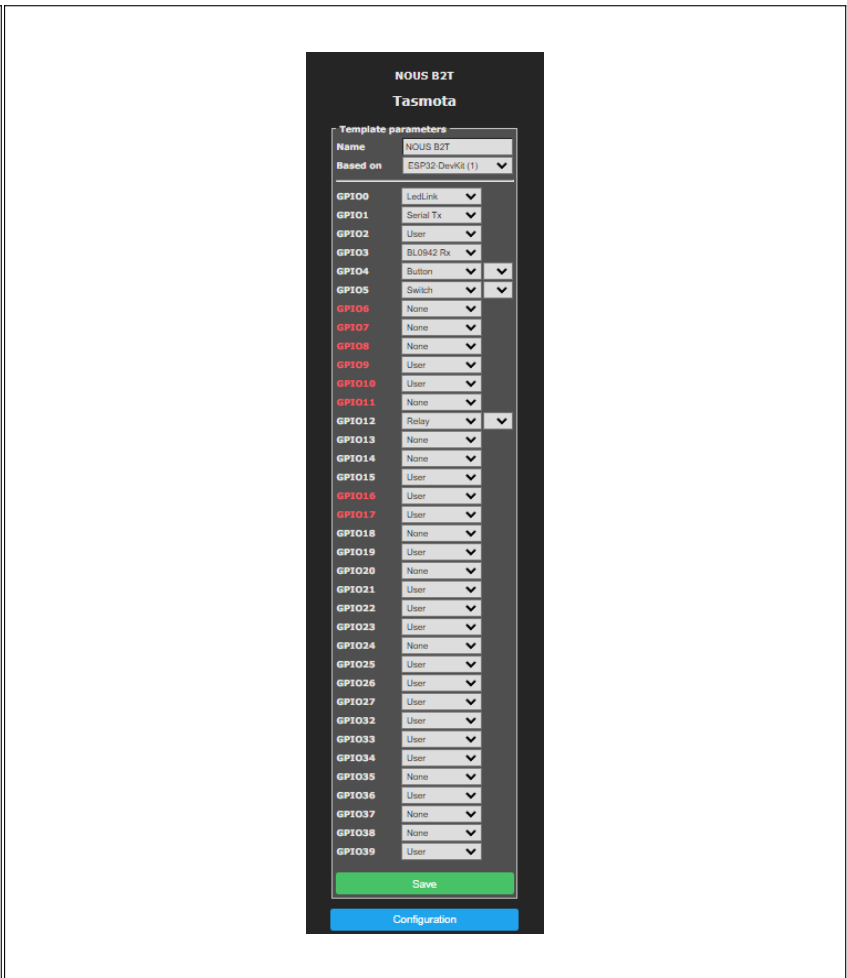 NOUS B2T
Tasmota
Template parameters
Name NOUS B2T
Based on ESP32-DevKit (1)
GPIO0 LedLink
GPIO1 Serial Tx
GPIO2 User
GPIO3 BL0942 Rx
GPIO4 Button
GPIO5 Switch
GPIO6 None
GPIO7 None
GPIO8 None
GPIO9 User
GPIO10 User
GPIO11 None
GPIO12 Relay
GPIO13 None
GPIO14 None
GPIO15 User
GPIO16 User
GPIO17 User
GPIO18 None
GPIO19 User
GPIO20 None
GPIO21 User
GPIO22 User
GPIO23 User
GPIO24 None
GPIO25 User
GPIO26 User
GPIO27 User
GPIO32 User
GPIO33 User
GPIO34 User
GPIO35 None
GPIO36 User
GPIO37 None
GPIO38 None
GPIO39 User
Save
Configuration